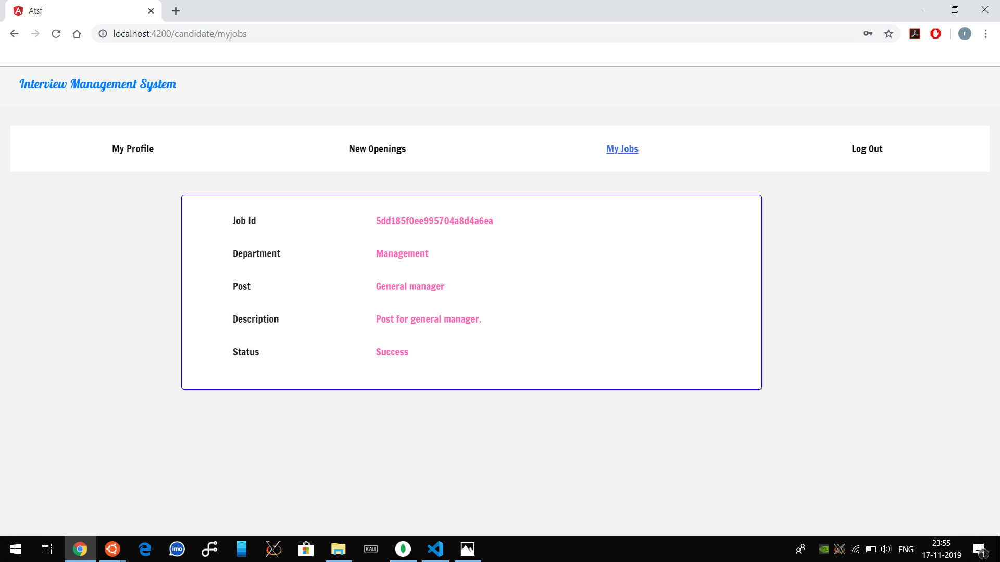 Atsf
localhost:4200/candidate/myjobs
r
Interview Management System
My Profile
New Openings
My Jobs
Log Out
Job Id 5dd185f0ee995704a8d4a6ea
Department Management
Post General manager
Description Post for general manager.
Status Success
imo
KALI
ENG
23:55
17-11-2019
1